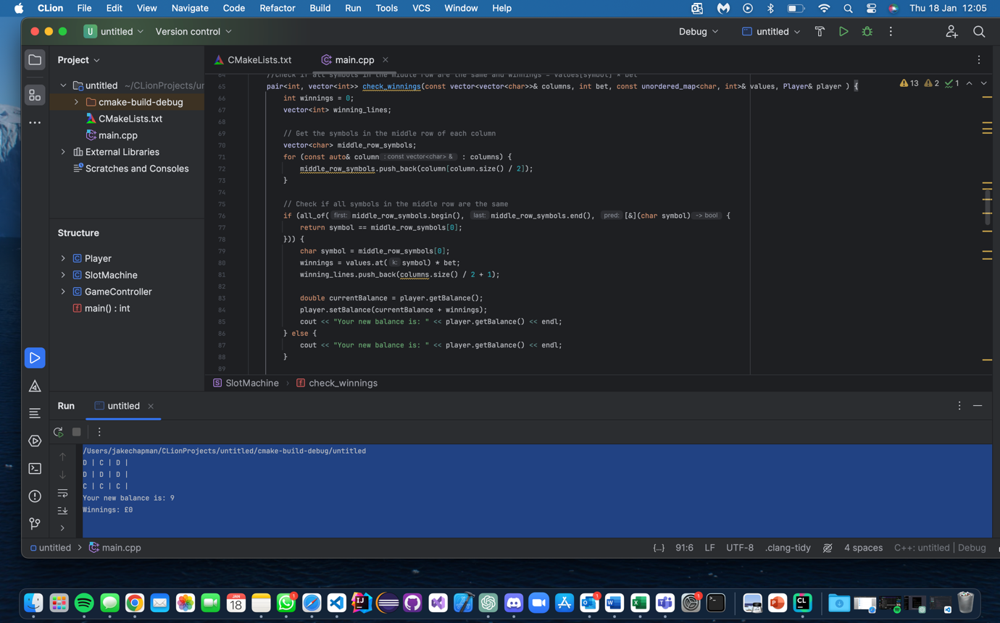 CLion File Edit View Navigate Code Refactor Build Run Tools VCS Window Help Thu 18 Jan 12:05
U untitled Version control Debug untitled
Project
CMakeLists.txt main.cpp
untitled ~/CLionProjects/un
cmake-build-debug
CMakeLists.txt
main.cpp
External Libraries
Scratches and Consoles
Structure
Player
SlotMachine
GameController
main() : int
13 2 1
64 //Check if all symbols in the middle row are the same and winnings = values[symbol] * bet
65 pair<int, vector<int>> check_winnings(const vector<vector<char>>& columns, int bet, const unordered_map<char, int>& values, Player& player ) {
66 int winnings = 0;
67 vector<int> winning_lines;
68
69 // Get the symbols in the middle row of each column
70 vector<char> middle_row_symbols;
71 for (const auto& column : const vector<char> & : columns) {
72 middle_row_symbols.push_back(column[column.size() / 2]);
73 }
74
75 // Check if all symbols in the middle row are the same
76 if (all_of( first: middle_row_symbols.begin(), last: middle_row_symbols.end(), pred: [&](char symbol) -> bool {
77 return symbol == middle_row_symbols[0];
78 })) {
79 char symbol = middle_row_symbols[0];
80 winnings = values.at( k: symbol) * bet;
81 winning_lines.push_back(columns.size() / 2 + 1);
82
83 double currentBalance = player.getBalance();
84 player.setBalance(currentBalance + winnings);
85 cout << "Your new balance is: " << player.getBalance() << endl;
86 } else {
87 cout << "Your new balance is: " << player.getBalance() << endl;
88 }
89
S SlotMachine › f check_winnings
Run untitled
/Users/jakechapman/CLionProjects/untitled/cmake-build-debug/untitled
D | C | D |
D | D | D |
C | C | C |
Your new balance is: 9
Winnings: £0
untitled › main.cpp {...} 91:6 LF UTF-8 .clang-tidy 4 spaces C++: untitled | Debug
JAN
18
1
1
1
CL